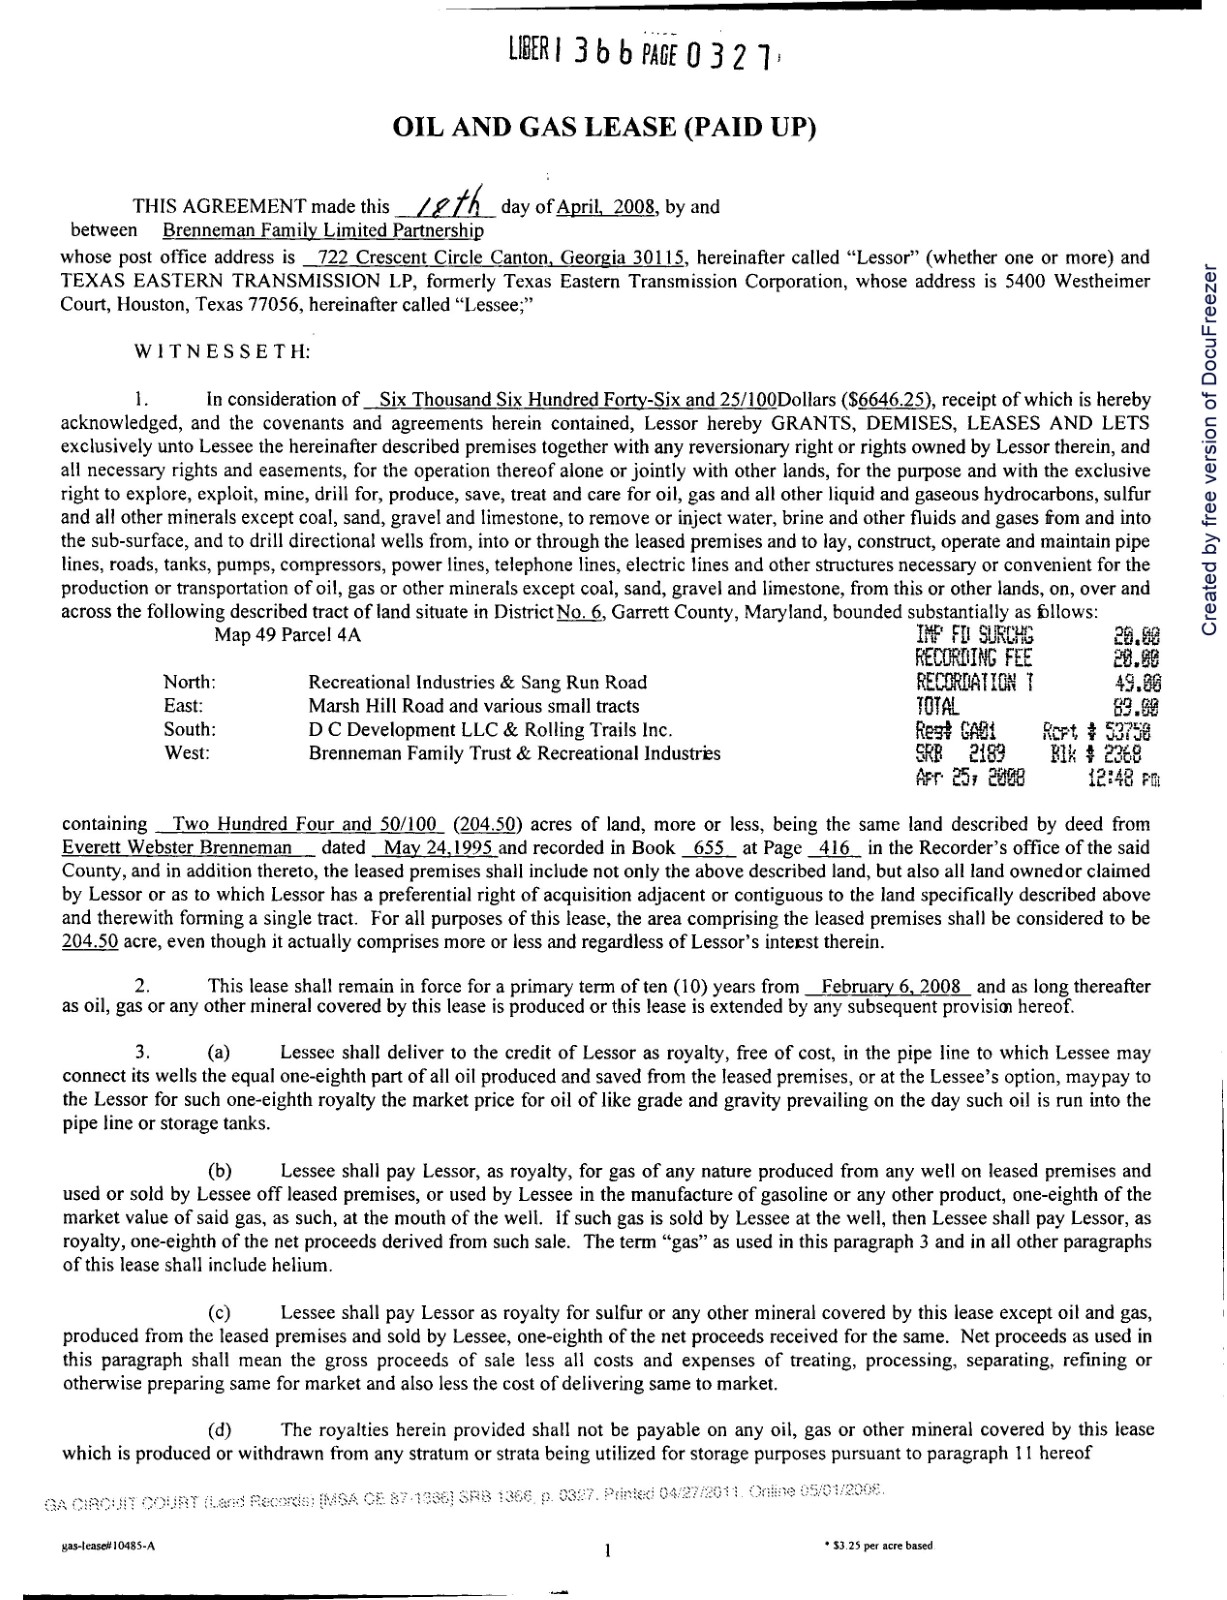 LIBER 1366 PAGE 0327
OIL AND GAS LEASE (PAID UP)
THIS AGREEMENT made this 18th day of April, 2008, by and
between Brenneman Family Limited Partnership
whose post office address is 722 Crescent Circle Canton, Georgia 30115, hereinafter called “Lessor” (whether one or more) and
TEXAS EASTERN TRANSMISSION LP, formerly Texas Eastern Transmission Corporation, whose address is 5400 Westheimer
Court, Houston, Texas 77056, hereinafter called “Lessee;”
W I T N E S S E T H:
1. In consideration of Six Thousand Six Hundred Forty-Six and 25/100Dollars ($6646.25), receipt of which is hereby
acknowledged, and the covenants and agreements herein contained, Lessor hereby GRANTS, DEMISES, LEASES AND LETS
exclusively unto Lessee the hereinafter described premises together with any reversionary right or rights owned by Lessor therein, and
all necessary rights and easements, for the operation thereof alone or jointly with other lands, for the purpose and with the exclusive
right to explore, exploit, mine, drill for, produce, save, treat and care for oil, gas and all other liquid and gaseous hydrocarbons, sulfur
and all other minerals except coal, sand, gravel and limestone, to remove or inject water, brine and other fluids and gases from and into
the sub-surface, and to drill directional wells from, into or through the leased premises and to lay, construct, operate and maintain pipe
lines, roads, tanks, pumps, compressors, power lines, telephone lines, electric lines and other structures necessary or convenient for the
production or transportation of oil, gas or other minerals except coal, sand, gravel and limestone, from this or other lands, on, over and
across the following described tract of land situate in District No. 6, Garrett County, Maryland, bounded substantially as follows:
Map 49 Parcel 4A
IMP FD SURCHG 20.00
RECORDING FEE 20.00
North: Recreational Industries & Sang Run Road
RECORDATION T 49.00
East: Marsh Hill Road and various small tracts
TOTAL 89.00
South: D C Development LLC & Rolling Trails Inc.
Rest GA01 Rcpt # 53750
West: Brenneman Family Trust & Recreational Industries
SRB 2189 Blk # 2368
Apr 25, 2008 12:48 pm
containing Two Hundred Four and 50/100 (204.50) acres of land, more or less, being the same land described by deed from
Everett Webster Brenneman dated May 24,1995 and recorded in Book 655 at Page 416 in the Recorder’s office of the said
County, and in addition thereto, the leased premises shall include not only the above described land, but also all land owned or claimed
by Lessor or as to which Lessor has a preferential right of acquisition adjacent or contiguous to the land specifically described above
and therewith forming a single tract. For all purposes of this lease, the area comprising the leased premises shall be considered to be
204.50 acre, even though it actually comprises more or less and regardless of Lessor’s interest therein.
2. This lease shall remain in force for a primary term of ten (10) years from February 6, 2008 and as long thereafter
as oil, gas or any other mineral covered by this lease is produced or this lease is extended by any subsequent provision hereof.
3. (a) Lessee shall deliver to the credit of Lessor as royalty, free of cost, in the pipe line to which Lessee may
connect its wells the equal one-eighth part of all oil produced and saved from the leased premises, or at the Lessee’s option, may pay to
the Lessor for such one-eighth royalty the market price for oil of like grade and gravity prevailing on the day such oil is run into the
pipe line or storage tanks.
(b) Lessee shall pay Lessor, as royalty, for gas of any nature produced from any well on leased premises and
used or sold by Lessee off leased premises, or used by Lessee in the manufacture of gasoline or any other product, one-eighth of the
market value of said gas, as such, at the mouth of the well. If such gas is sold by Lessee at the well, then Lessee shall pay Lessor, as
royalty, one-eighth of the net proceeds derived from such sale. The term “gas” as used in this paragraph 3 and in all other paragraphs
of this lease shall include helium.
(c) Lessee shall pay Lessor as royalty for sulfur or any other mineral covered by this lease except oil and gas,
produced from the leased premises and sold by Lessee, one-eighth of the net proceeds received for the same. Net proceeds as used in
this paragraph shall mean the gross proceeds of sale less all costs and expenses of treating, processing, separating, refining or
otherwise preparing same for market and also less the cost of delivering same to market.
(d) The royalties herein provided shall not be payable on any oil, gas or other mineral covered by this lease
which is produced or withdrawn from any stratum or strata being utilized for storage purposes pursuant to paragraph 11 hereof
GA CIRCUIT COURT (Land Records) [MSA CE 87-1336] SRB 1366, p. 0327. Printed 04/27/2011. Online 05/01/2008.
gas-lease#10485-A
1
* $3.25 per acre based
Created by free version of DocuFreezer